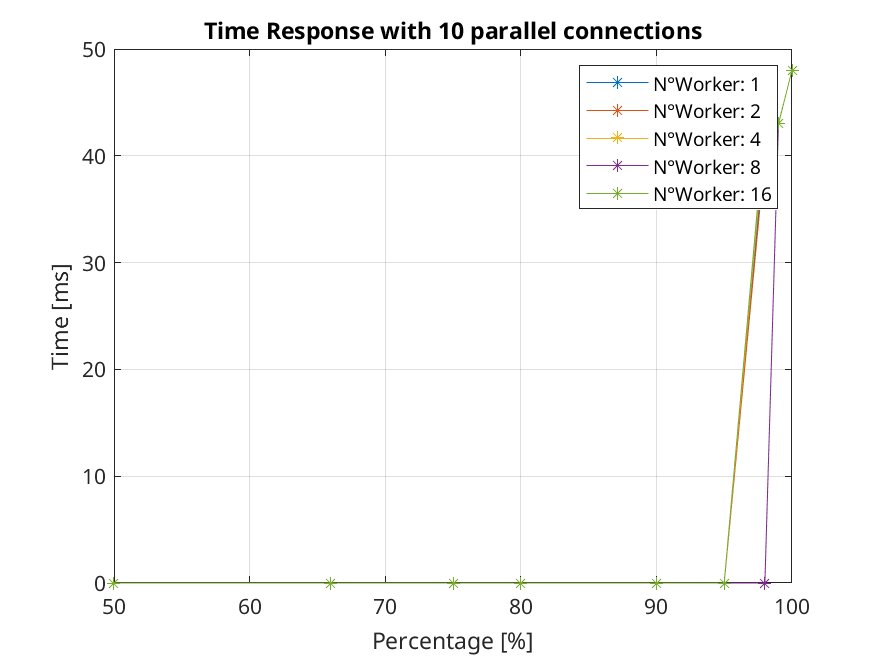 Time Response with 10 parallel connections
50
40
30
20
10
0
Time [ms]
N°Worker: 1
N°Worker: 2
N°Worker: 4
N°Worker: 8
N°Worker: 16
50 60 70 80 90 100
Percentage [%]